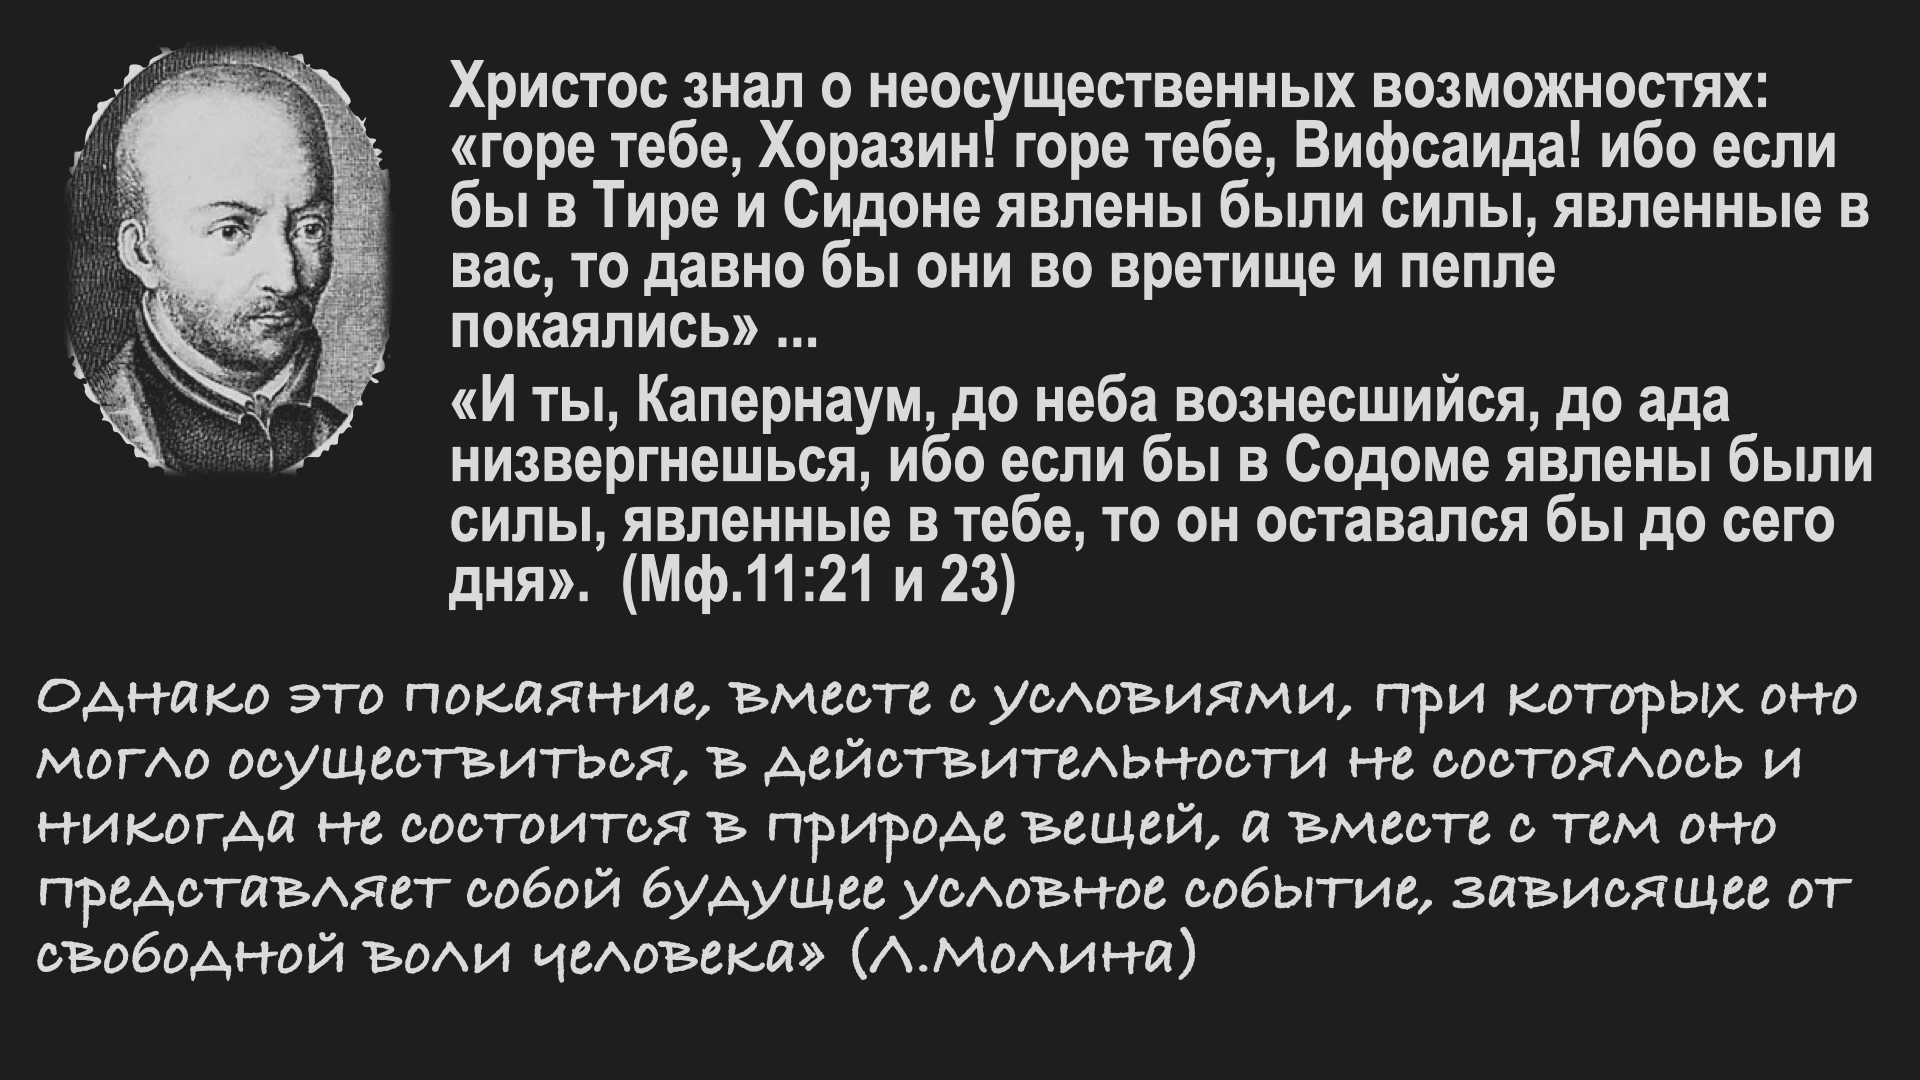 Христос знал о неосущественных возможностях:
«горе тебе, Хоразин! горе тебе, Вифсаида! ибо если
бы в Тире и Сидоне явлены были силы, явленные в
вас, то давно бы они во вретище и пепле
покаялись» ...
«И ты, Капернаум, до неба вознесшийся, до ада
низвергнешься, ибо если бы в Содоме явлены были
силы, явленные в тебе, то он оставался бы до сего
дня».  (Мф.11:21 и 23)
Однако это покаяние, вместе с условиями, при которых оно
могло осуществиться, в действительности не состоялось и
никогда не состоится в природе вещей, а вместе с тем оно
представляет собой будущее условное событие, зависящее от
свободной воли человека» (Л.Молина)